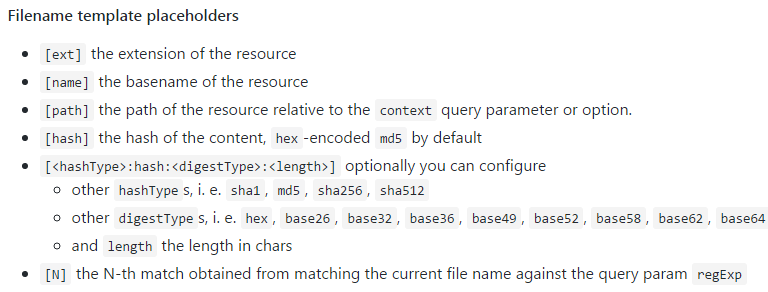 Filename template placeholders
[ext] the extension of the resource
[name] the basename of the resource
[path] the path of the resource relative to the context query parameter or option.
[hash] the hash of the content, hex-encoded md5 by default
[<hashType>:hash:<digestType>:<length>] optionally you can configure
other hashType s, i. e. sha1, md5, sha256, sha512
other digestType s, i. e. hex, base26, base32, base36, base49, base52, base58, base62, base64
and length the length in chars
[N] the N-th match obtained from matching the current file name against the query param regExp